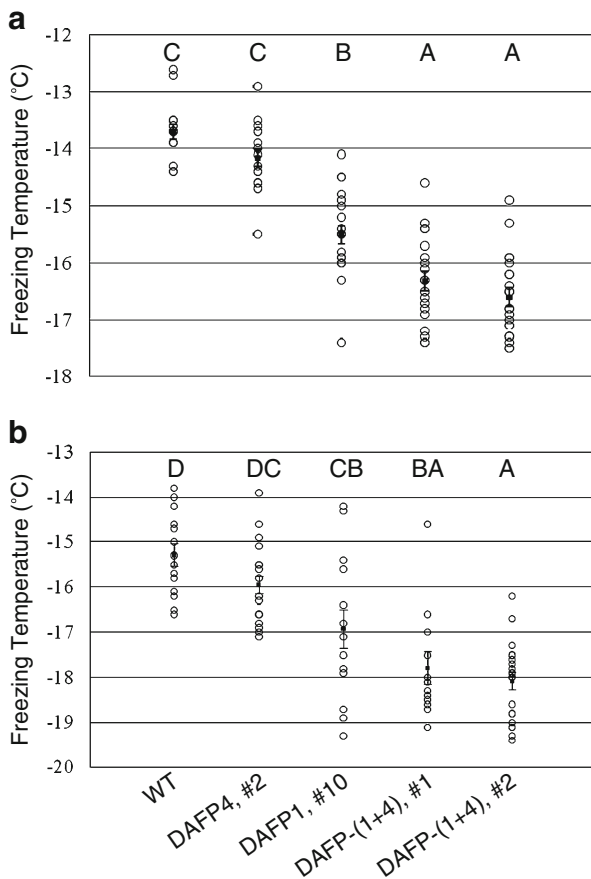 a
-12
C C B A A
-13
-14
-15
-16
-17
-18
Freezing Temperature (°C)
b
-13
D DC CB BA A
-14
-15
-16
-17
-18
-19
-20
Freezing Temperature (°C)
WT
DAFP4, #2
DAFP1, #10
DAFP-(1+4), #1
DAFP-(1+4), #2